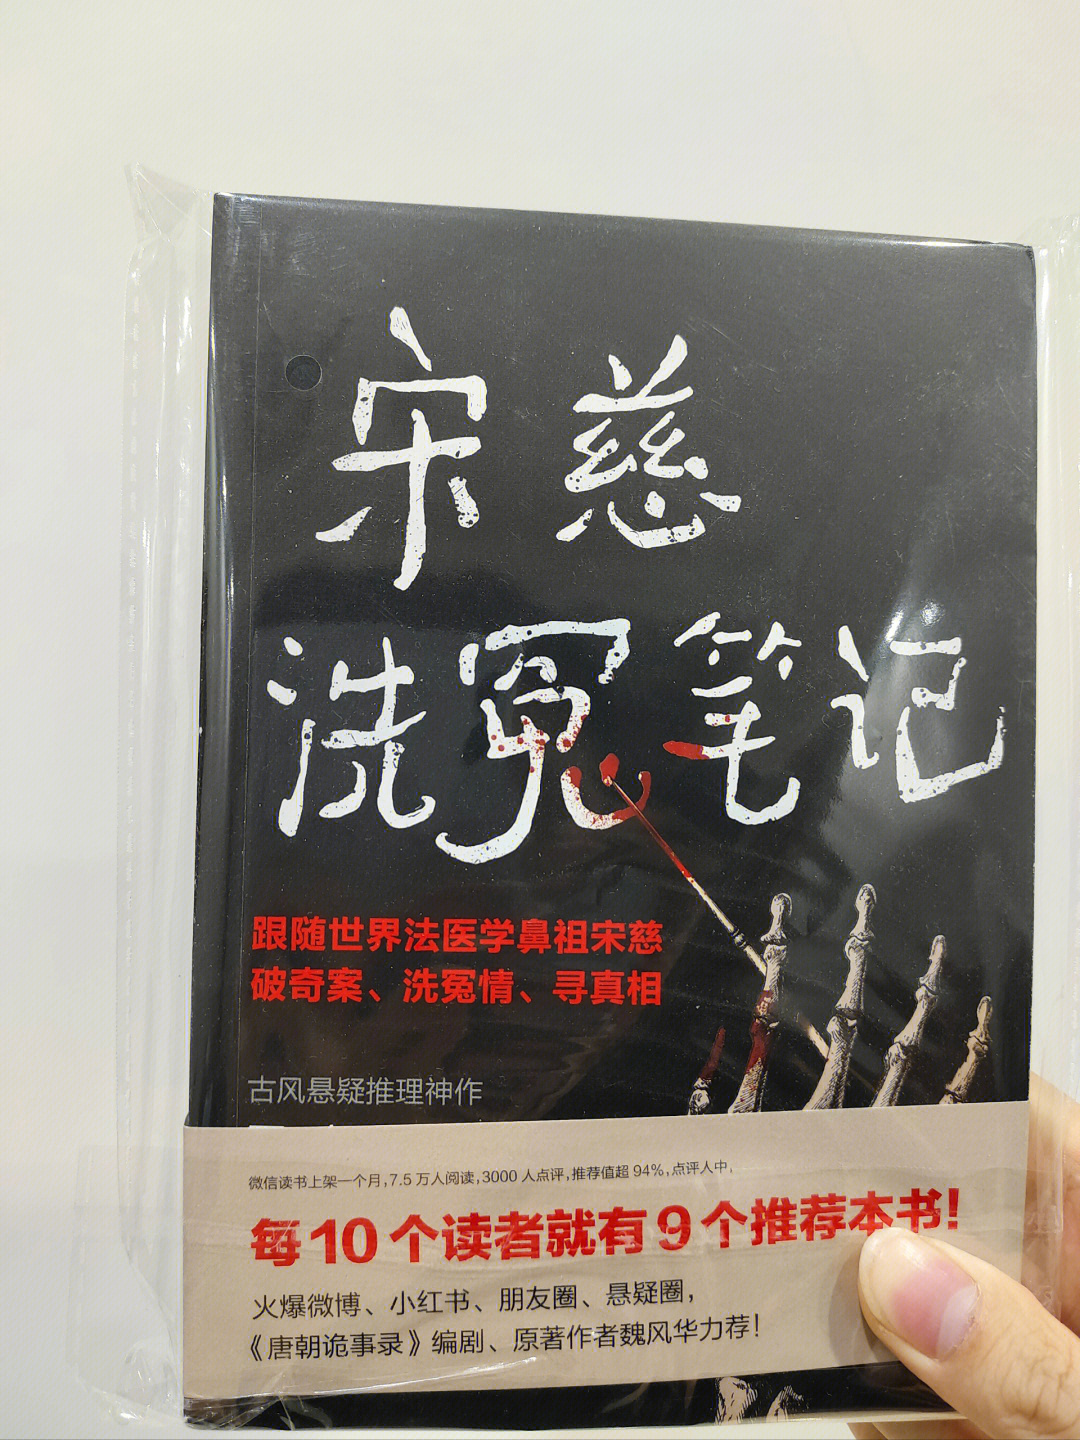 宋慈
洗冤笔记
跟随世界法医学鼻祖宋慈
破奇案、洗冤情、寻真相
古风悬疑推理神作
微信读书上架一个月,7.5万人阅读,3000人点评,推荐值超94%,点评人中,
每10个读者就有9个推荐本书!
火爆微博、小红书、朋友圈、悬疑圈,
《唐朝诡事录》编剧、原著作者魏风华力荐!